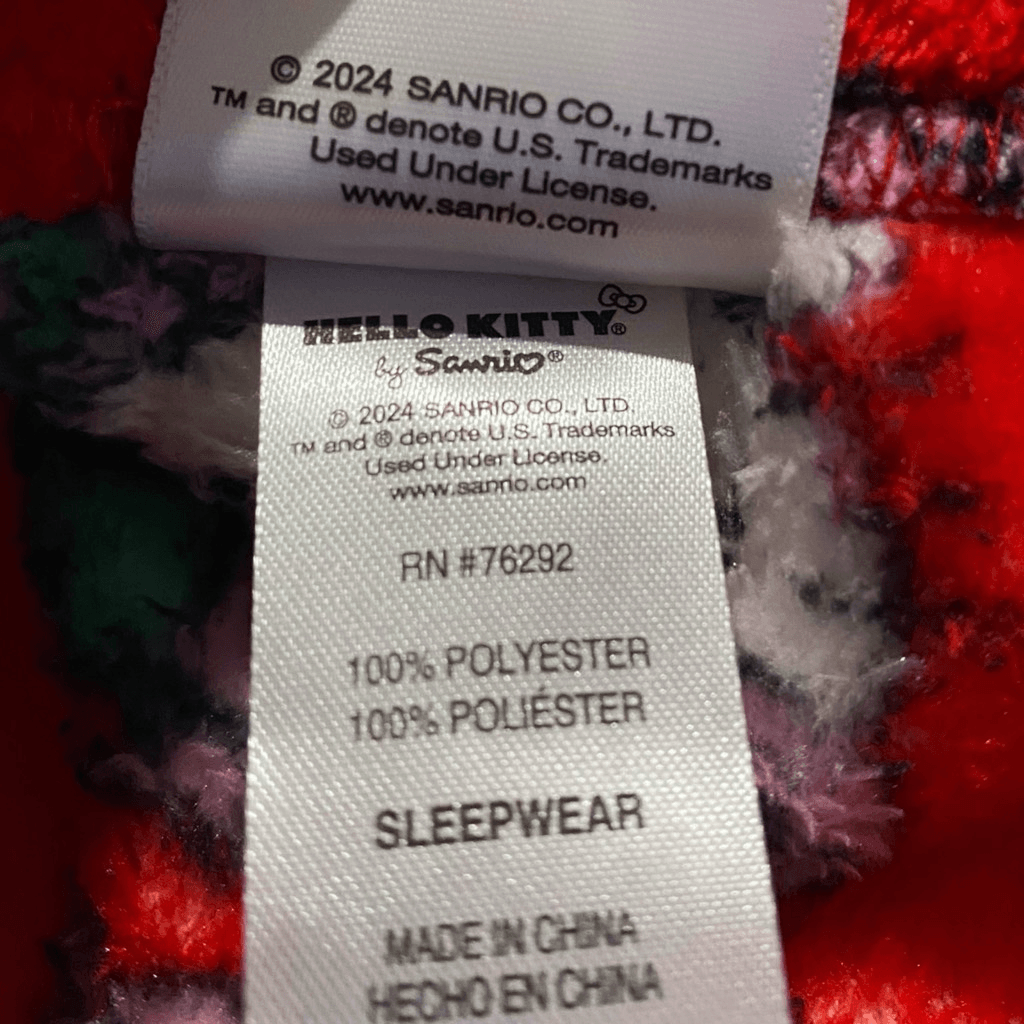 © 2024 SANRIO CO., LTD.
TM and ® denote U.S. Trademarks
Used Under License.
www.sanrio.com
HELLO KITTY®
by Sanrio®
© 2024 SANRIO CO., LTD.
TM and ® denote U.S. Trademarks
Used Under License.
www.sanrio.com
RN #76292
100% POLYESTER
100% POLIÉSTER
SLEEPWEAR
MADE IN CHINA
HECHO EN CHINA